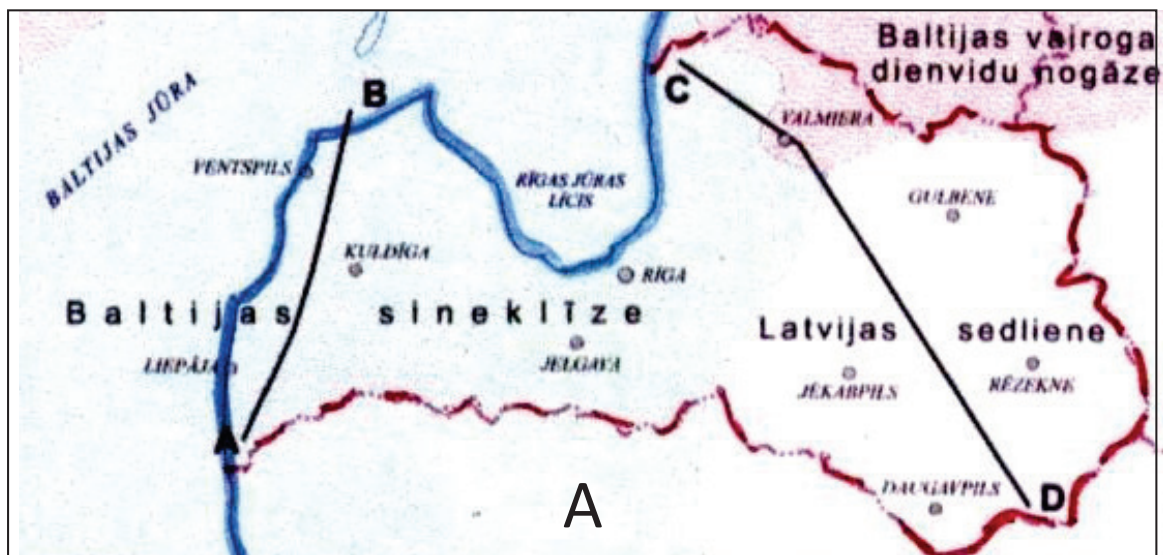 Baltijas vairoga
dienvidu nogāze
BALTIJAS JŪRA
B
C
VALMIERA
VENTSPILS
RĪGAS JŪRAS
LĪCIS
GULBENE
KULDĪGA
RĪGA
Baltijas sineklīze
Latvijas sedliene
LIEPĀJA
JELGAVA
JĒKABPILS
RĒZEKNE
A
DAUGAVPILS
D
A